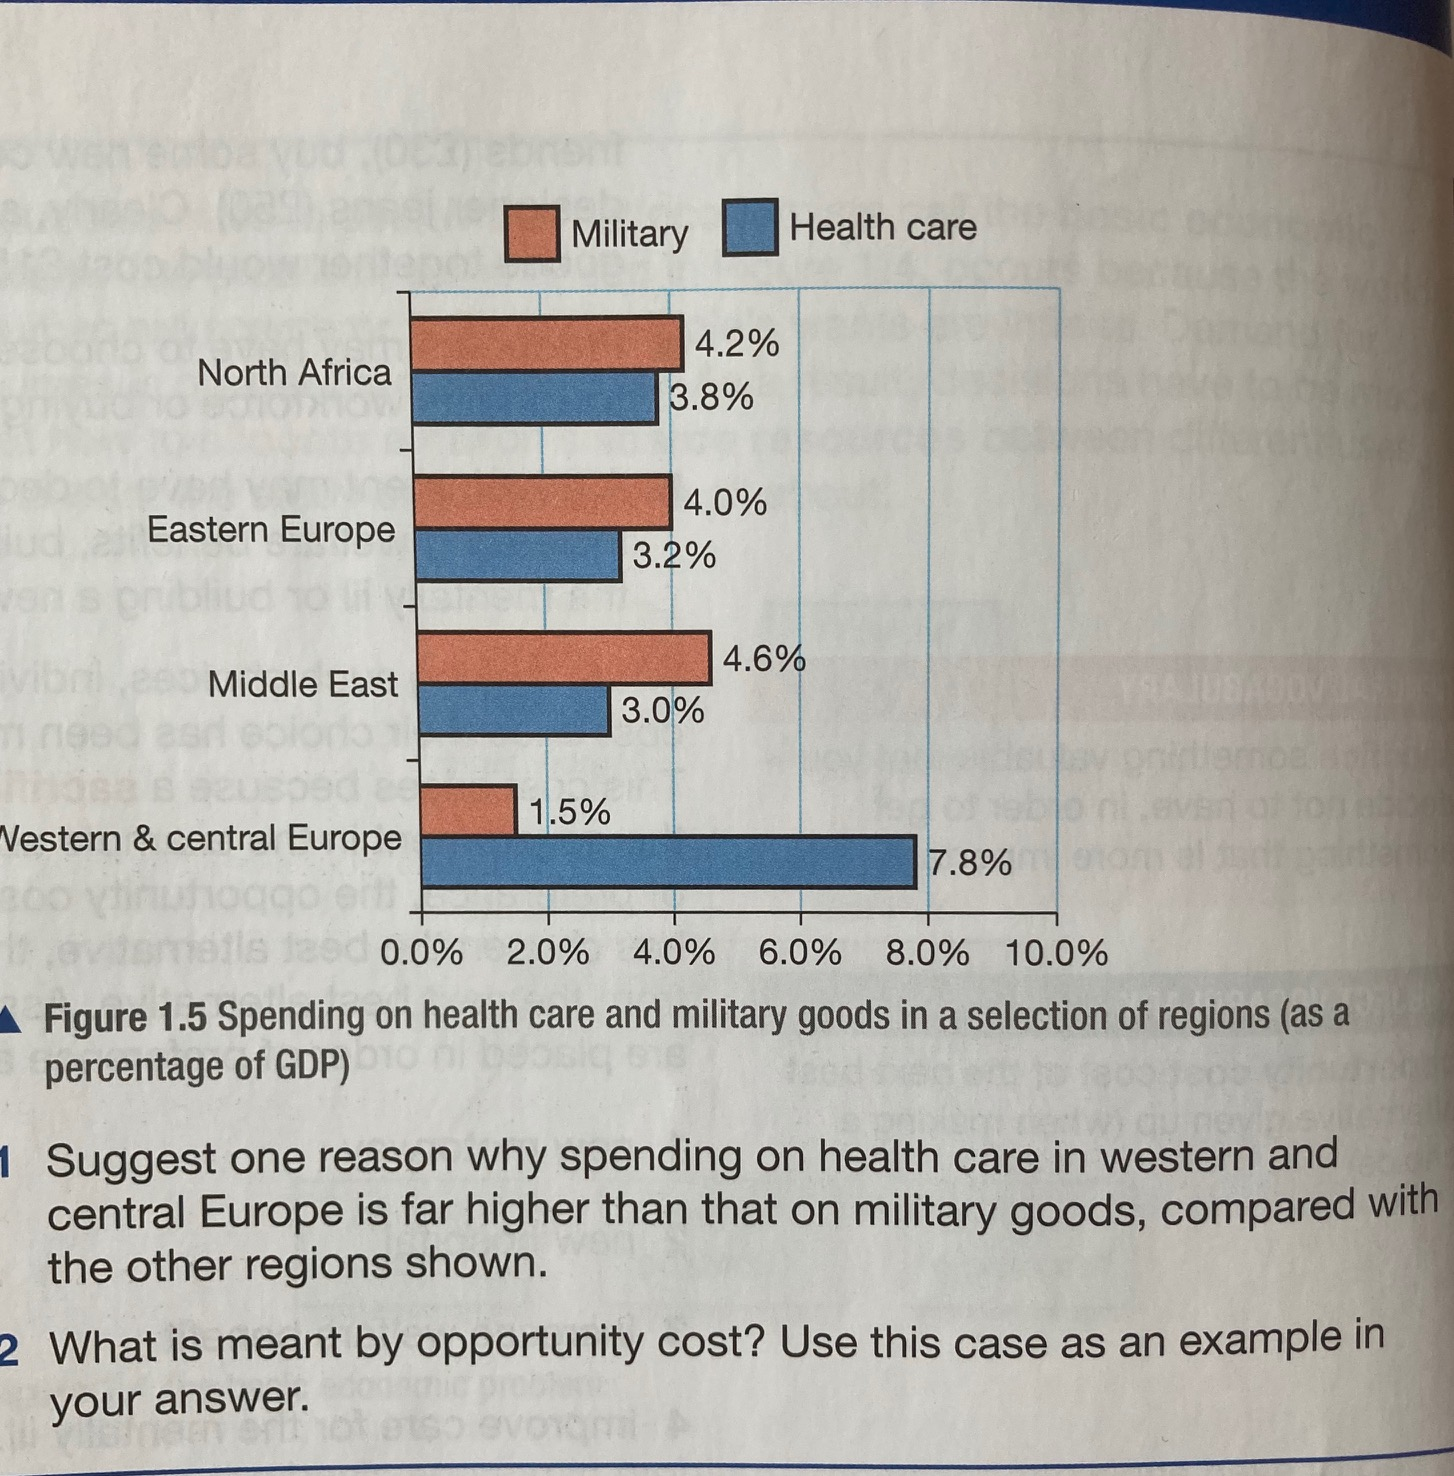 Military Health care
North Africa
4.2%
3.8%
Eastern Europe
4.0%
3.2%
Middle East
4.6%
3.0%
Western & central Europe
1.5%
7.8%
0.0% 2.0% 4.0% 6.0% 8.0% 10.0%
▲ Figure 1.5 Spending on health care and military goods in a selection of regions (as a
percentage of GDP)
1 Suggest one reason why spending on health care in western and
central Europe is far higher than that on military goods, compared with
the other regions shown.
2 What is meant by opportunity cost? Use this case as an example in
your answer.